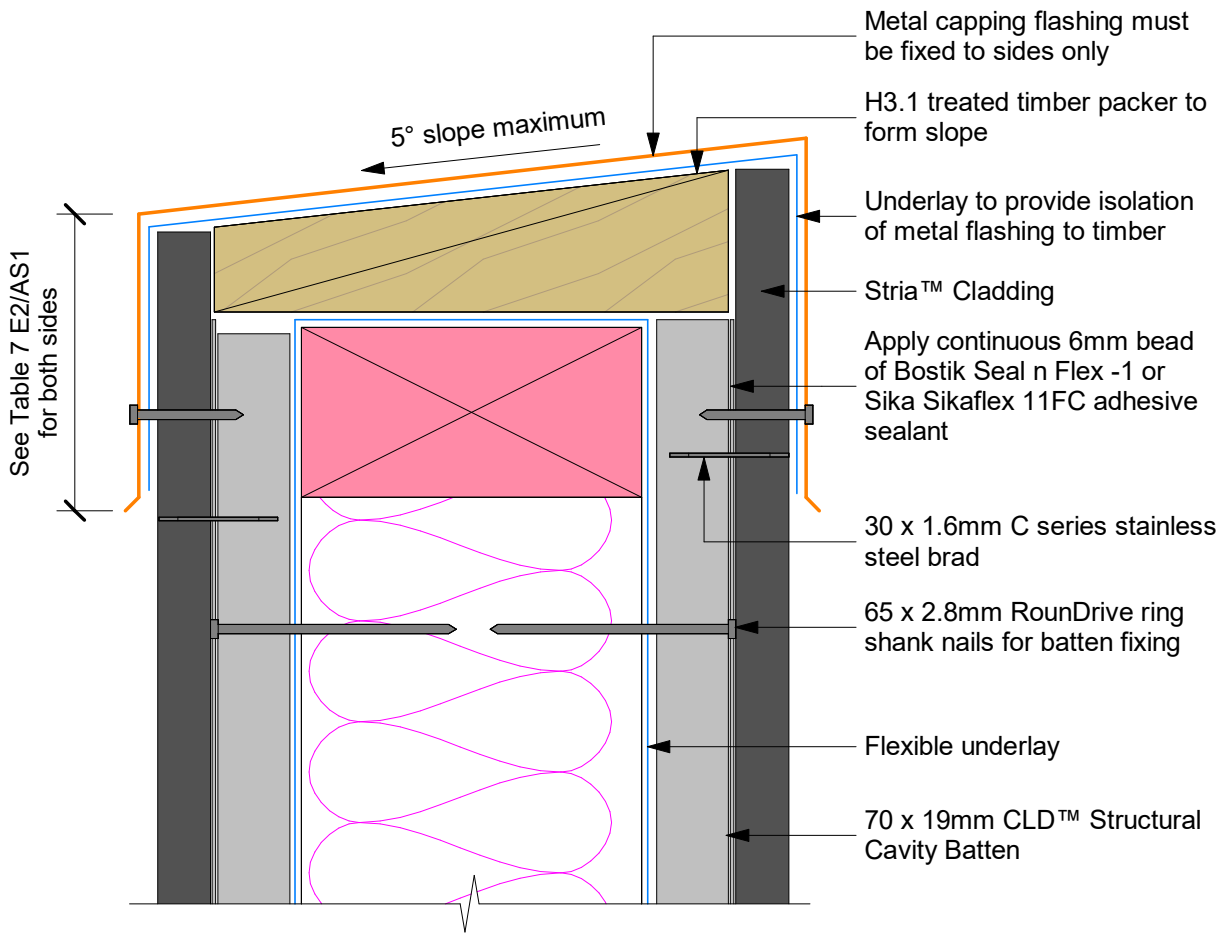 Metal capping flashing must
be fixed to sides only
5° slope maximum
H3.1 treated timber packer to
form slope
Underlay to provide isolation
of metal flashing to timber
Stria™ Cladding
See Table 7 E2/AS1
for both sides
Apply continuous 6mm bead
of Bostik Seal n Flex -1 or
Sika Sikaflex 11FC adhesive
sealant
30 x 1.6mm C series stainless
steel brad
65 x 2.8mm RounDrive ring
shank nails for batten fixing
Flexible underlay
70 x 19mm CLD™ Structural
Cavity Batten